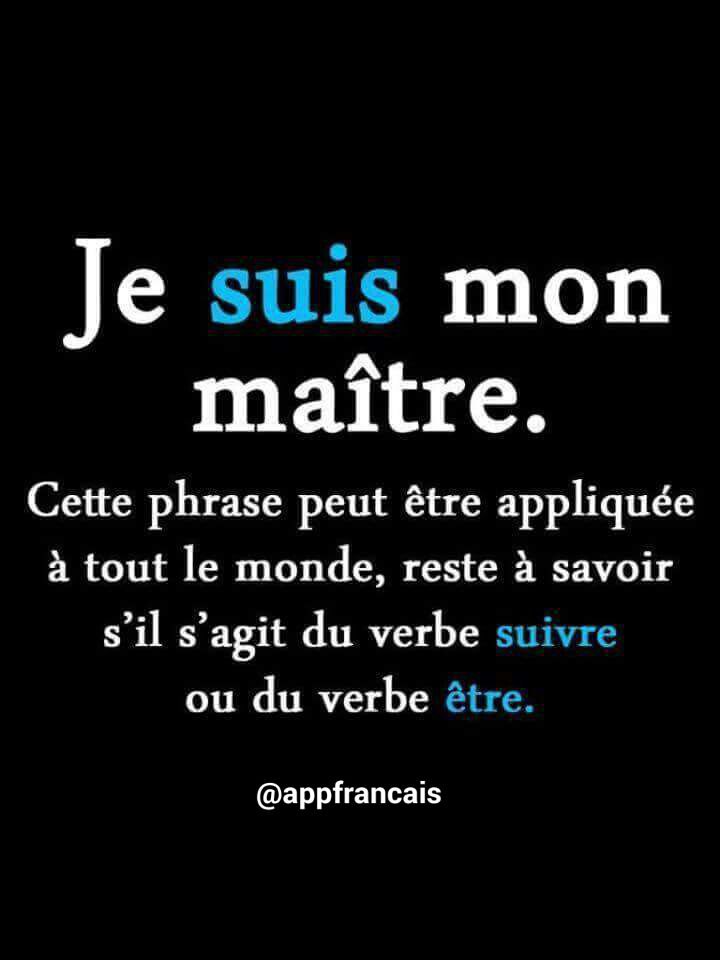 Je suis mon
maître.
Cette phrase peut être appliquée
à tout le monde, reste à savoir
s’il s’agit du verbe suivre
ou du verbe être.
@appfrancais